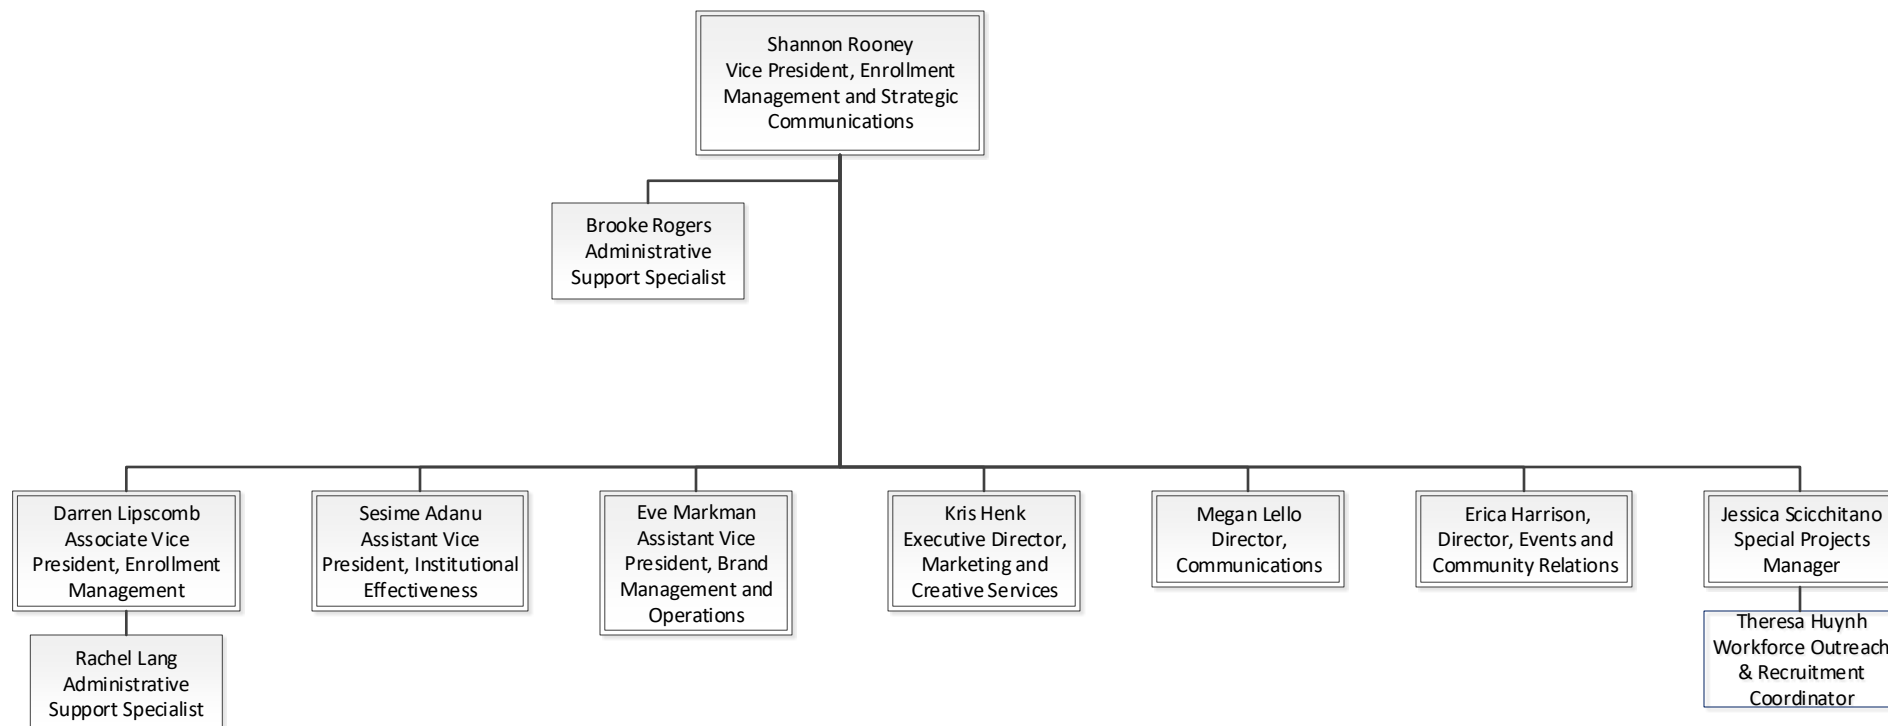 Shannon Rooney
Vice President, Enrollment
Management and Strategic
Communications
Brooke Rogers
Administrative
Support Specialist
Darren Lipscomb
Associate Vice
President, Enrollment
Management
Sesime Adanu
Assistant Vice
President, Institutional
Effectiveness
Eve Markman
Assistant Vice
President, Brand
Management and
Operations
Kris Henk
Executive Director,
Marketing and
Creative Services
Megan Lello
Director,
Communications
Erica Harrison,
Director, Events and
Community Relations
Jessica Scicchitano
Special Projects
Manager
Rachel Lang
Administrative
Support Specialist
Theresa Huynh
Workforce Outreach
& Recruitment
Coordinator